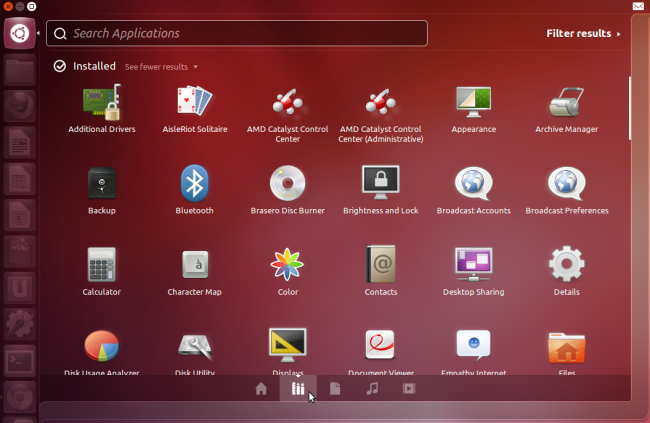 Search Applications
Filter results
Installed
See fewer results
Additional Drivers
AisleRiot Solitaire
AMD Catalyst Control
Center
AMD Catalyst Control
Center (Administrative)
Appearance
Archive Manager
Backup
Bluetooth
Brasero Disc Burner
Brightness and Lock
Broadcast Accounts
Broadcast Preferences
Calculator
Character Map
Color
Contacts
Desktop Sharing
Details
Disk Usage Analyzer
Disk Utility
Displays
Document Viewer
Empathy Internet
Files